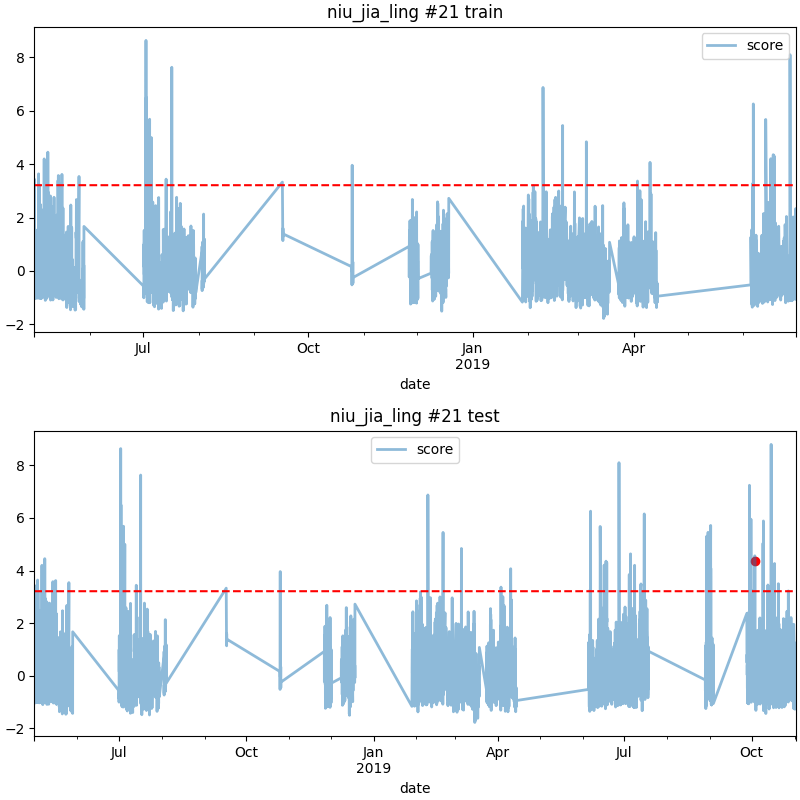 niu_jia_ling #21 train
score
8
6
4
2
0
−2
Jul
Oct
Jan
2019
Apr
date
niu_jia_ling #21 test
score
8
6
4
2
0
−2
Jul
Oct
Jan
2019
Apr
Jul
Oct
date